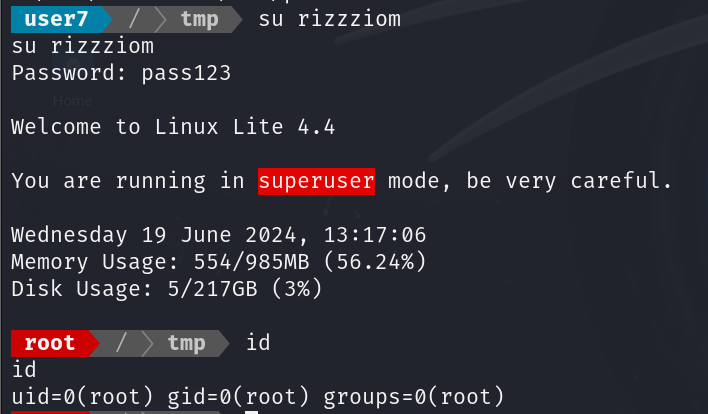 user7 / tmp su rizzziom
su rizzziom
Password: pass123
Welcome to Linux Lite 4.4
You are running in superuser mode, be very careful.
Wednesday 19 June 2024, 13:17:06
Memory Usage: 554/985MB (56.24%)
Disk Usage: 5/217GB (3%)
root / tmp id
id
uid=0(root) gid=0(root) groups=0(root)